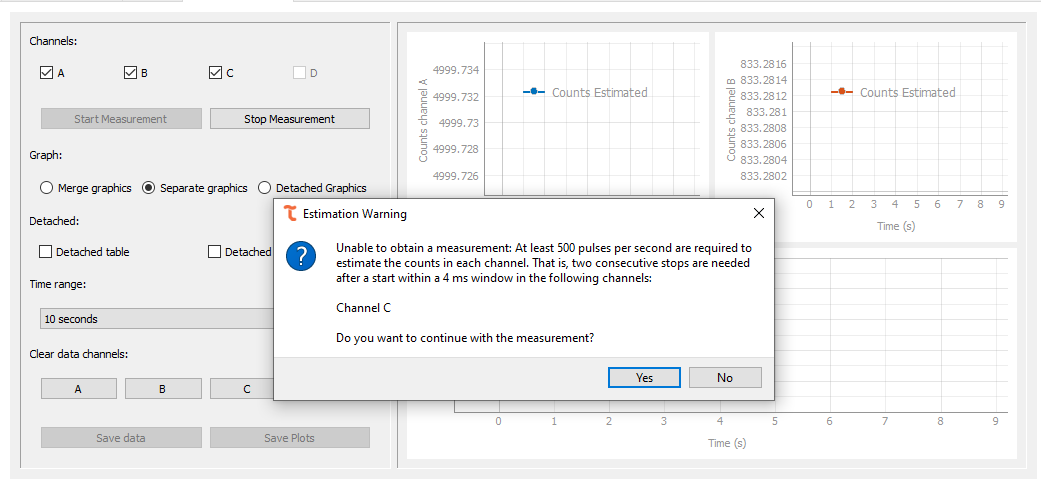 Channels:
A
B
C
D
Start Measurement
Stop Measurement
Graph:
Merge graphics
Separate graphics
Detached Graphics
Detached:
Detached table
Detached
Time range:
10 seconds
Clear data channels:
A
B
C
Save data
Save Plots
Counts channel A
4999.734
4999.732
4999.73
4999.728
4999.726
Counts Estimated
Counts channel B
833.2816
833.2814
833.2812
833.281
833.2808
833.2806
833.2804
833.2802
Counts Estimated
0 1 2 3 4 5 6 7 8 9
Time (s)
Estimation Warning
Unable to obtain a measurement: At least 500 pulses per second are required to
estimate the counts in each channel. That is, two consecutive stops are needed
after a start within a 4 ms window in the following channels:
Channel C
Do you want to continue with the measurement?
Yes
No
0 1 2 3 4 5 6 7 8 9
Time (s)